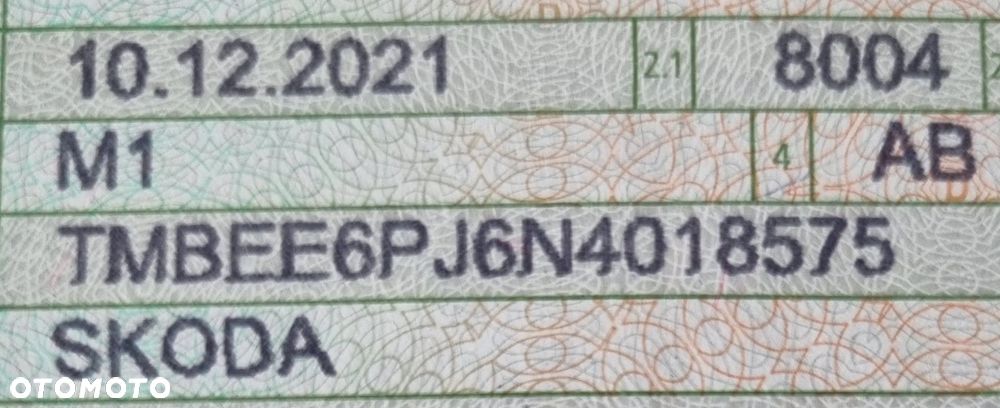 10.12.2021 2.1 8004
M1 4 AB
TMBEE6PJ6N4018575
SKODA
OTOMOTO